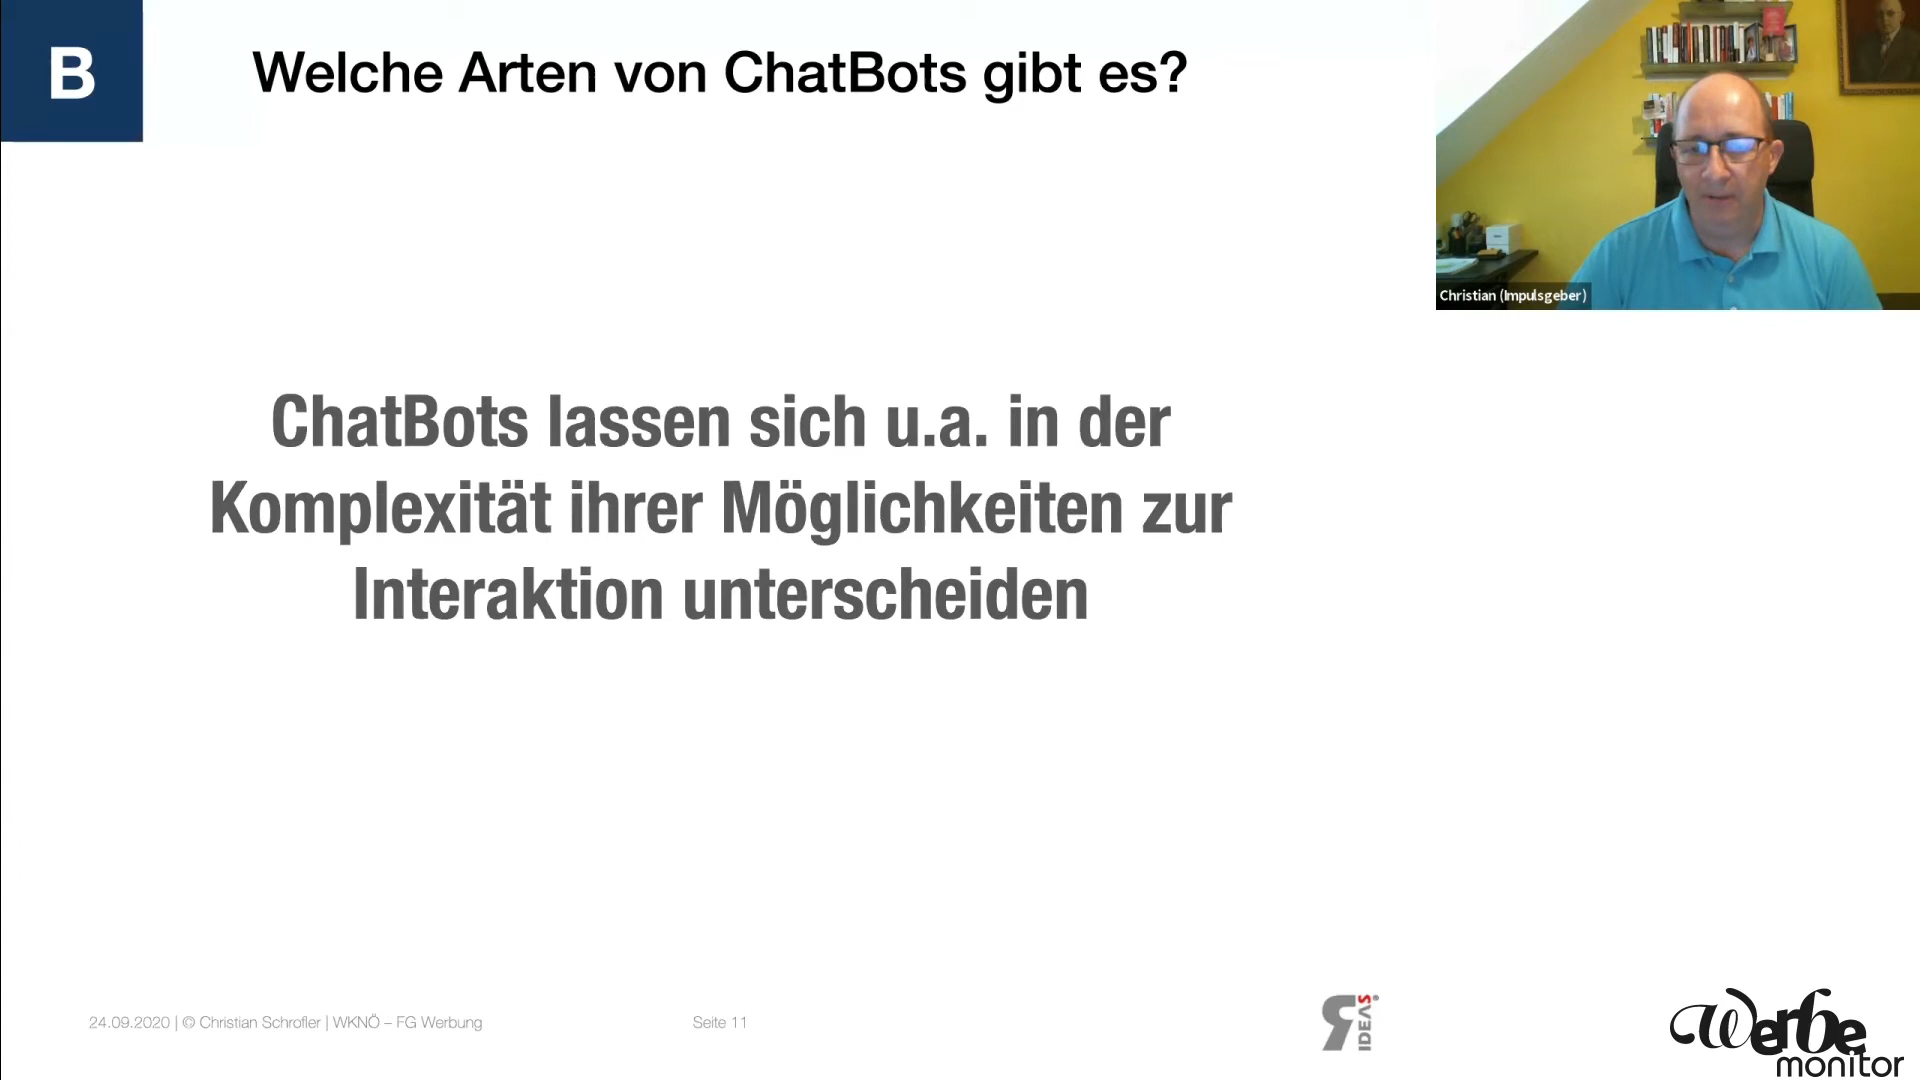 B
Welche Arten von ChatBots gibt es?
Christian (Impulsgeber)
ChatBots lassen sich u.a. in der
Komplexität ihrer Möglichkeiten zur
Interaktion unterscheiden
24.09.2020 | © Christian Schrofler | WKNÖ – FG Werbung
Seite 11
IDEAS®
Werbe
monitor